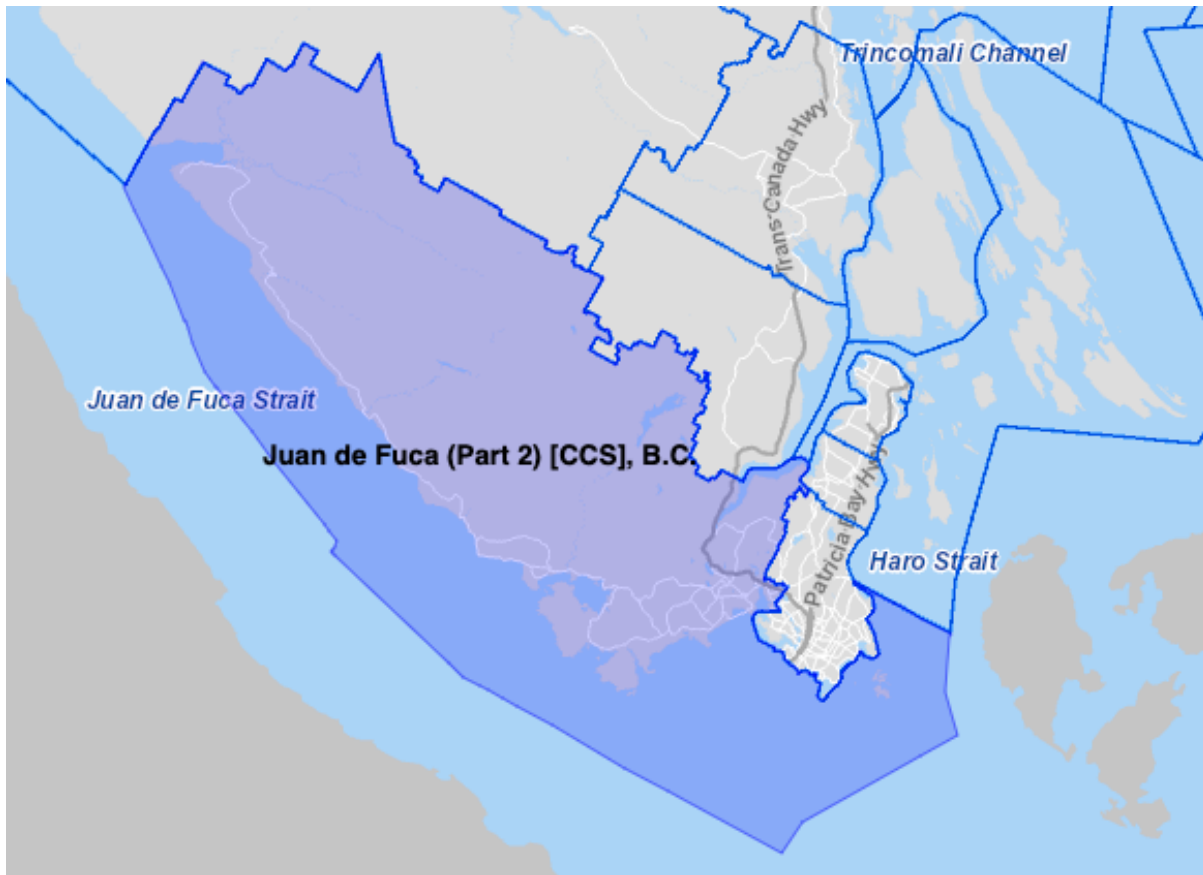 Trincomali Channel
Trans-Canada Hwy
Juan de Fuca Strait
Juan de Fuca (Part 2) [CCS], B.C.
Patricia Bay Hwy
Haro Strait